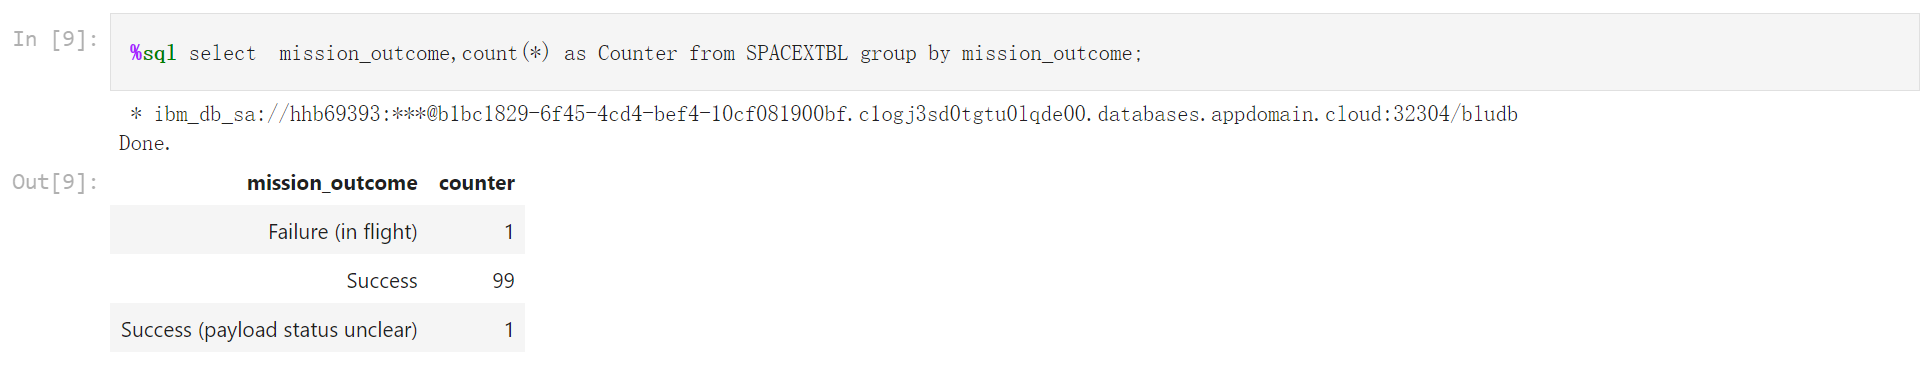 In [9]:
%sql select  mission_outcome,count(*) as Counter from SPACEXTBL group by mission_outcome;
* ibm_db_sa://hhb69393:***@b1bc1829-6f45-4cd4-bef4-10cf081900bf.c1ogj3sd0tgtu0lqde00.databases.appdomain.cloud:32304/bludb
Done.
Out[9]:
mission_outcome counter
Failure (in flight) 1
Success 99
Success (payload status unclear) 1